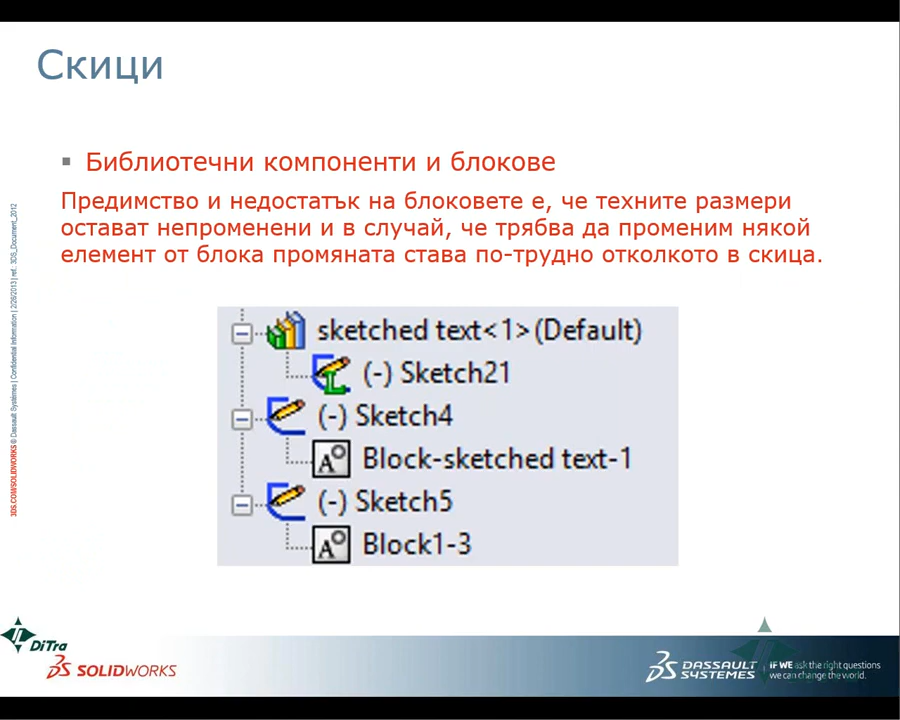 Скици
Библиотечни компоненти и блокове
Предимство и недостатък на блоковете е, че техните размери
остават непроменени и в случай, че трябва да променим някой
елемент от блока промяната става по-трудно отколкото в скица.
sketched text<1>(Default)
(-) Sketch21
(-) Sketch4
Block-sketched text-1
(-) Sketch5
Block1-3
3DS.COM/SOLIDWORKS © Dassault Systèmes | Confidential Information | 2/26/2013 | ref.: 3DS_Document_2012
DiTra
SOLIDWORKS
DASSAULT
SYSTEMES
IF WE ask the right questions
we can change the world.